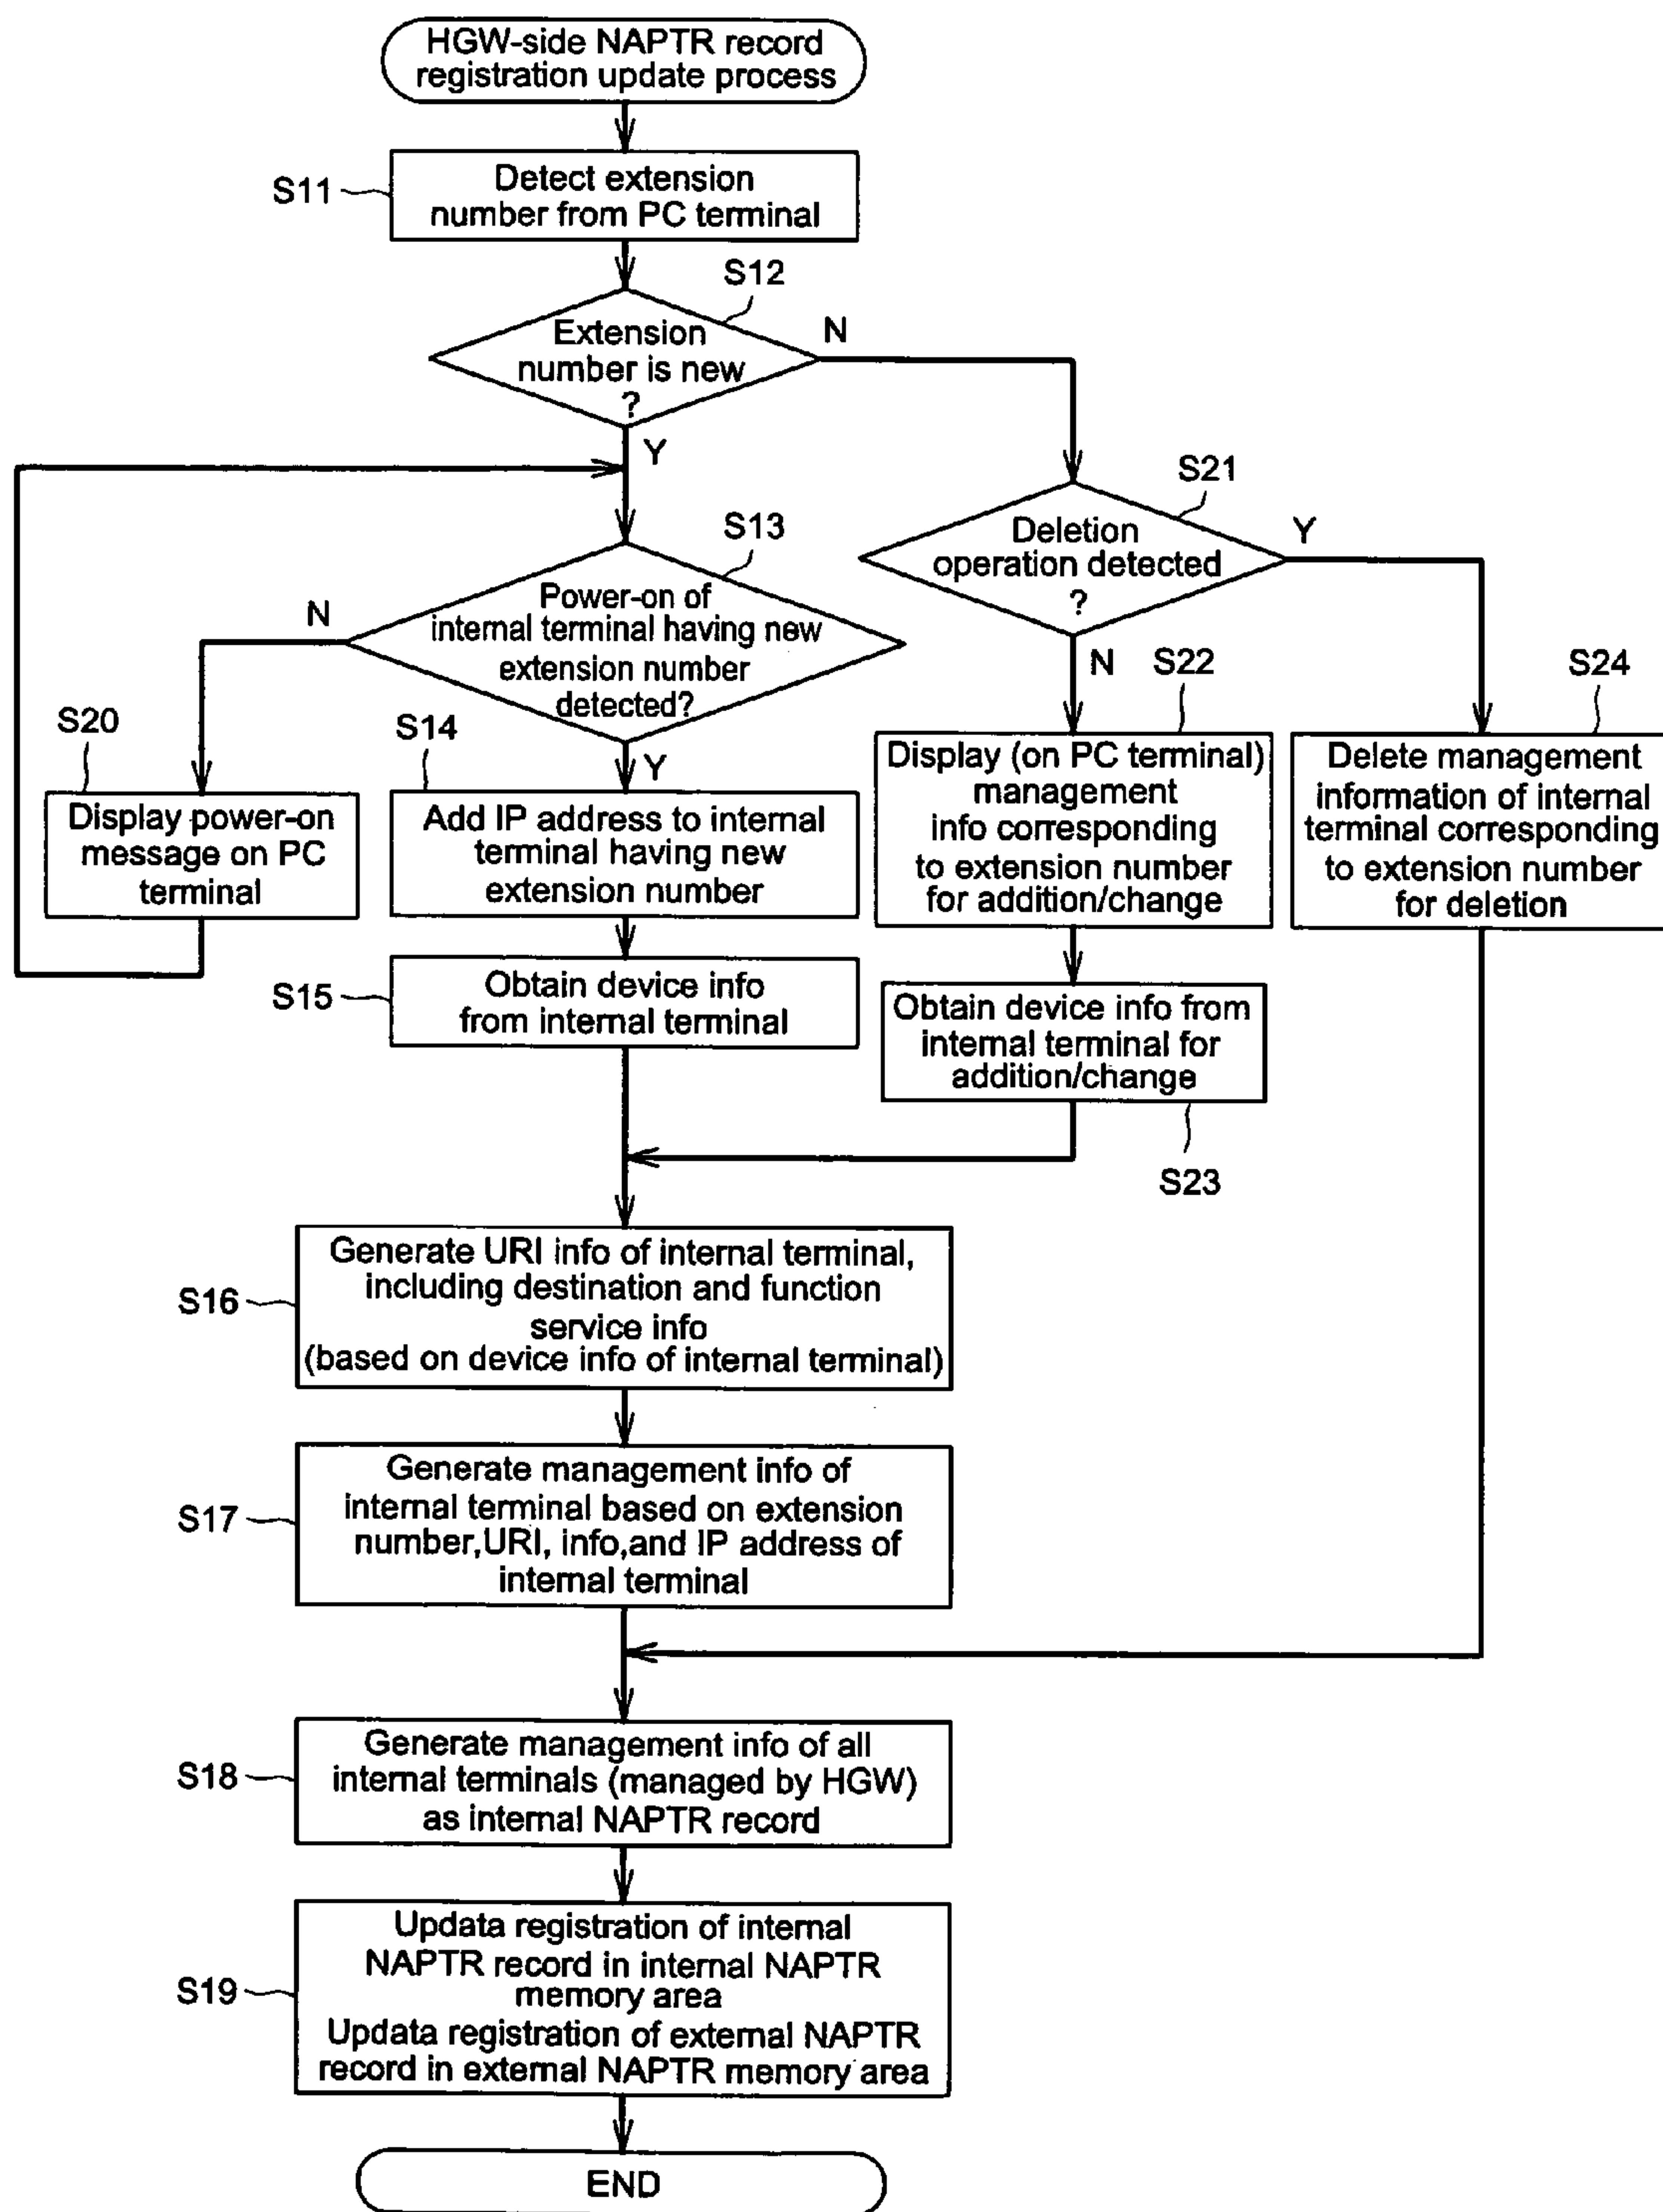 HGW-side NAPTR record
registration update process
S11
Detect extension
number from PC terminal
S12
Extension
number is new
?
N
Y
S13
Power-on of
internal terminal having new
extension number
detected?
N
Y
S20
Display power-on
message on PC
terminal
S14
Add IP address to internal
terminal having new
extension number
S15
Obtain device info
from internal terminal
S21
Deletion
operation detected
?
Y
N
S22
Display (on PC terminal)
management
info corresponding
to extension number
for addition/change
S24
Delete management
information of internal
terminal corresponding
to extension number
for deletion
Obtain device info from
internal terminal for
addition/change
S23
S16
Generate URI info of internal terminal,
including destination and function
service info
(based on device info of internal terminal)
S17
Generate management info of
internal terminal based on extension
number,URI, info,and IP address of
internal terminal
S18
Generate management info of all
internal terminals (managed by HGW)
as internal NAPTR record
S19
Updata registration of internal
NAPTR record in internal NAPTR
memory area
Updata registration of external NAPTR
record in external NAPTR memory area
END